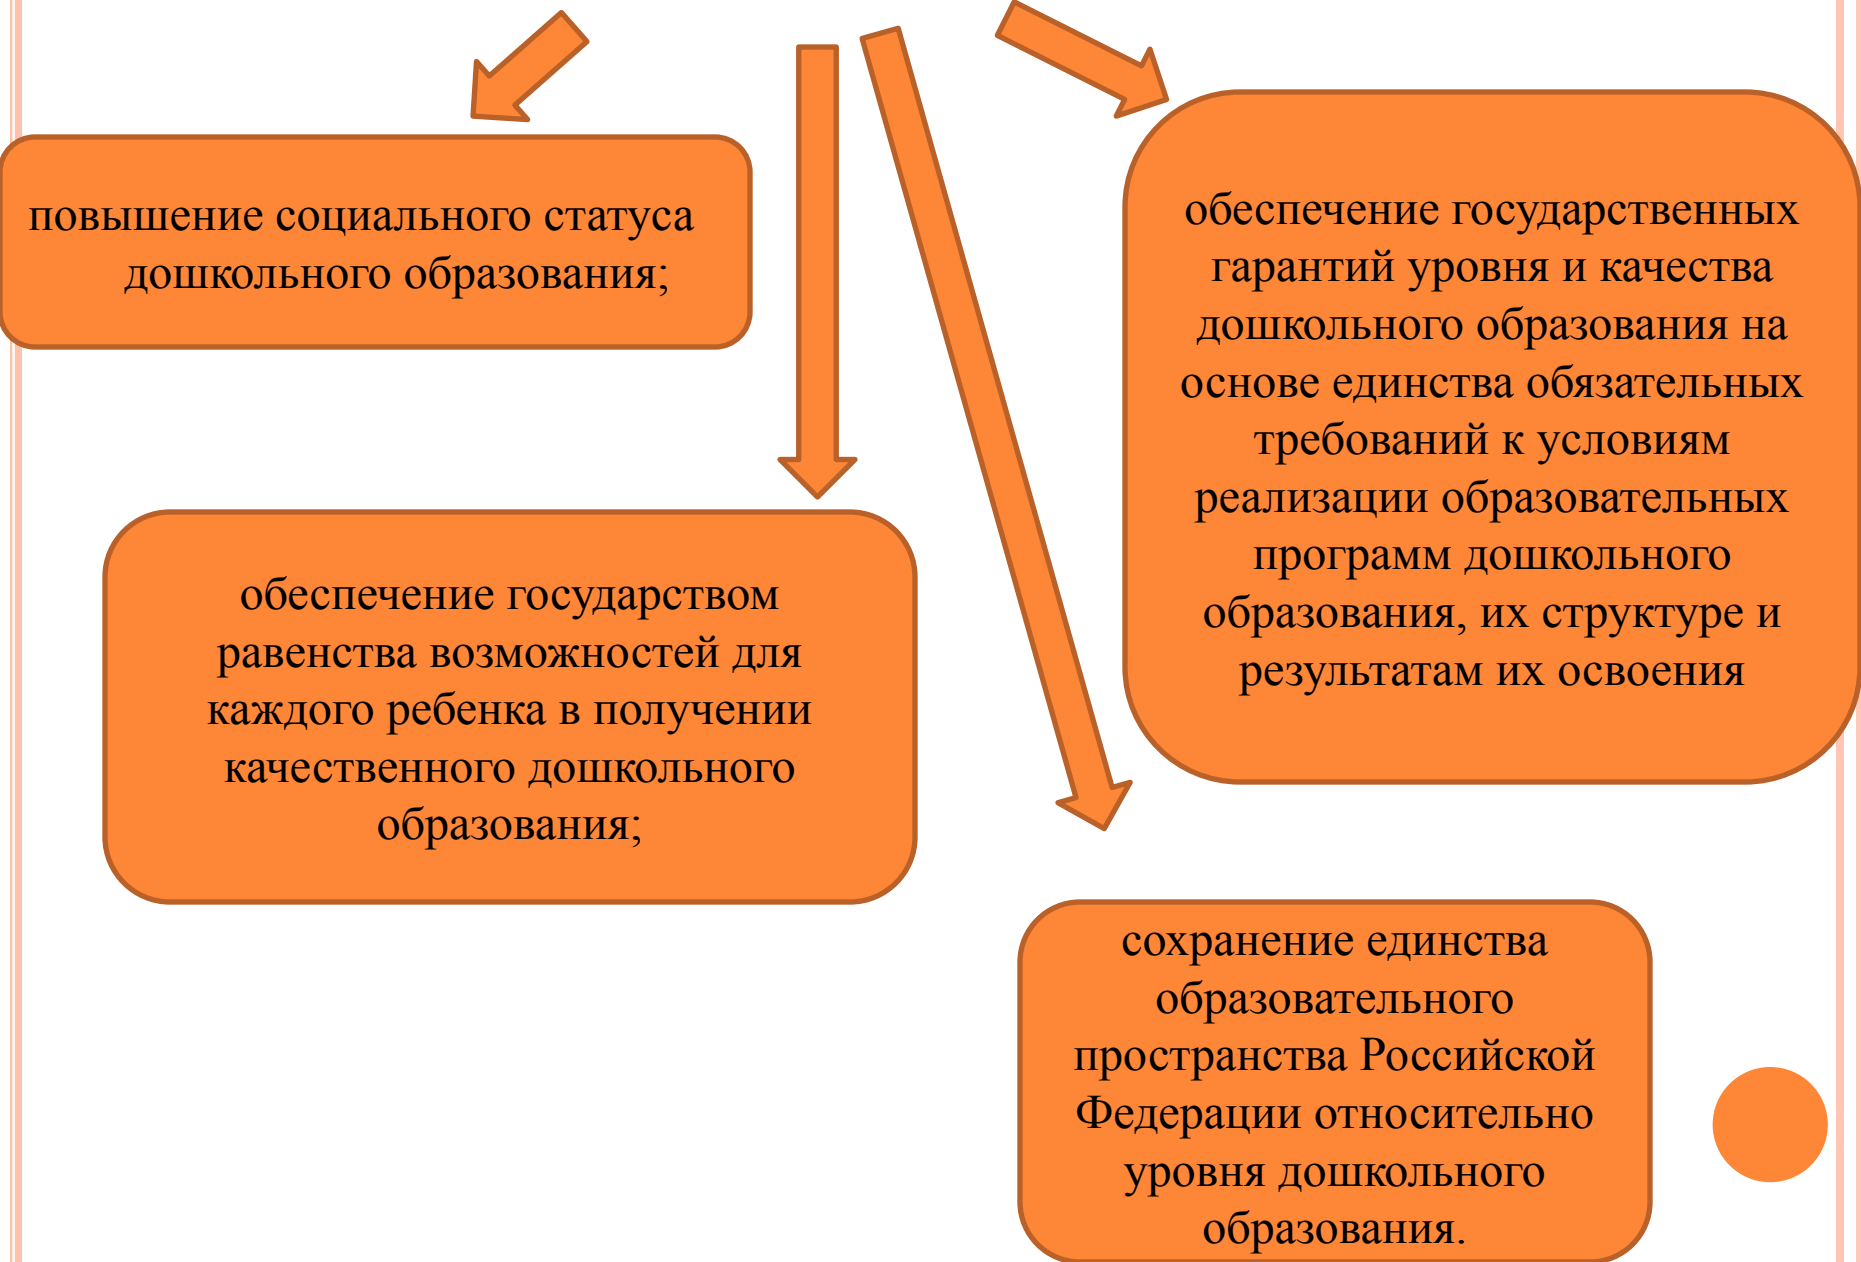 повышение социального статуса
дошкольного образования;
обеспечение государством
равенства возможностей для
каждого ребенка в получении
качественного дошкольного
образования;
обеспечение государственных
гарантий уровня и качества
дошкольного образования на
основе единства обязательных
требований к условиям
реализации образовательных
программ дошкольного
образования, их структуре и
результатам их освоения
сохранение единства
образовательного
пространства Российской
Федерации относительно
уровня дошкольного
образования.